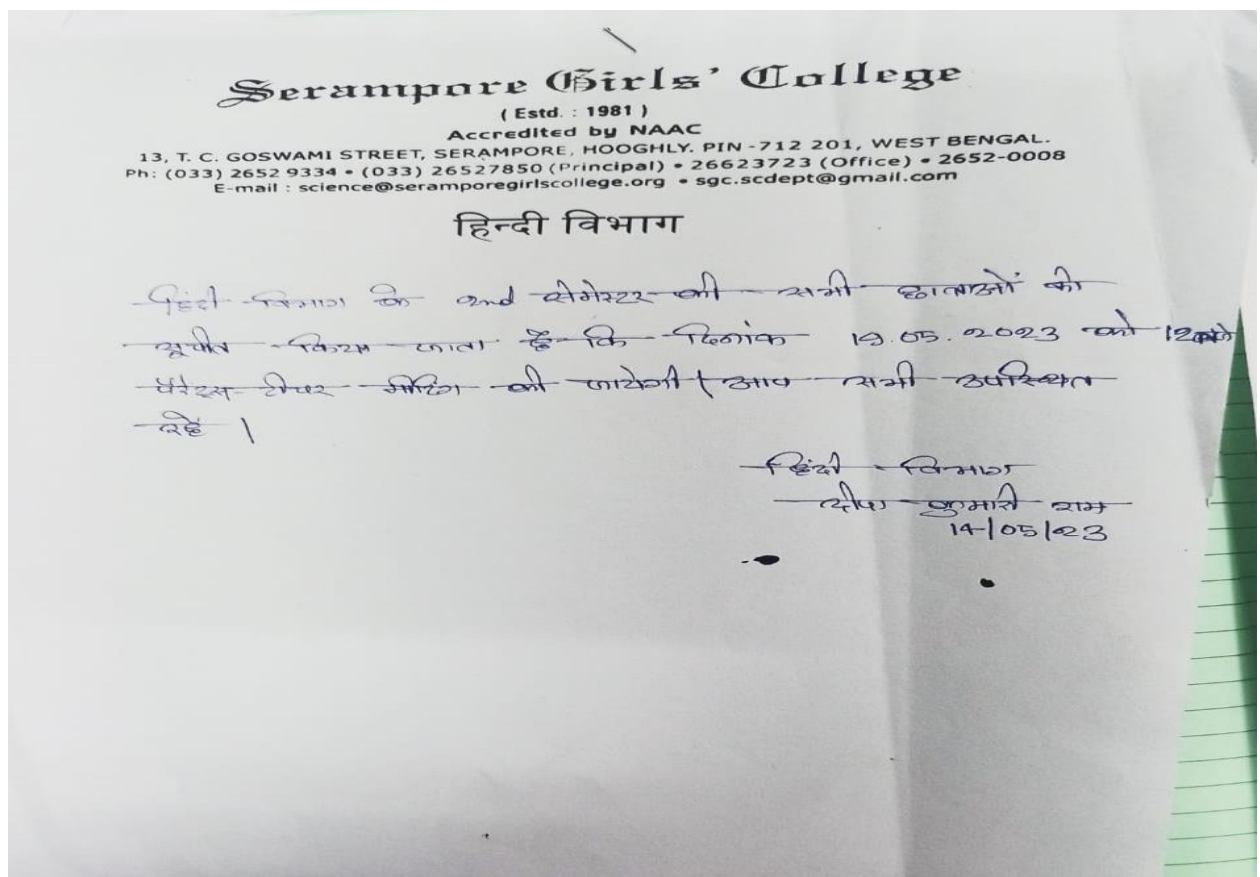 Serampore Girls' College
( Estd. : 1981 )
Accredited by NAAC
13, T. C. GOSWAMI STREET, SERAMPORE, HOOGHLY. PIN -712 201, WEST BENGAL.
Ph: (033) 2652 9334 • (033) 26527850 (Principal) • 26623723 (Office) • 2652-0008
E-mail : science@seramporegirlscollege.org • sgc.scdept@gmail.com
हिन्दी विभाग
हिंदी विभाग के 2nd सेमेस्टर की सभी छात्राओं को
सूचीत किया जाता है कि दिनांक 19.05.2023 को 12बजे
पैरेंट्स टीचर मीटिंग की जायेगी। आप सभी उपस्थित
रहें।
हिंदी विभाग
दीपा कुमारी राम
14/05/23